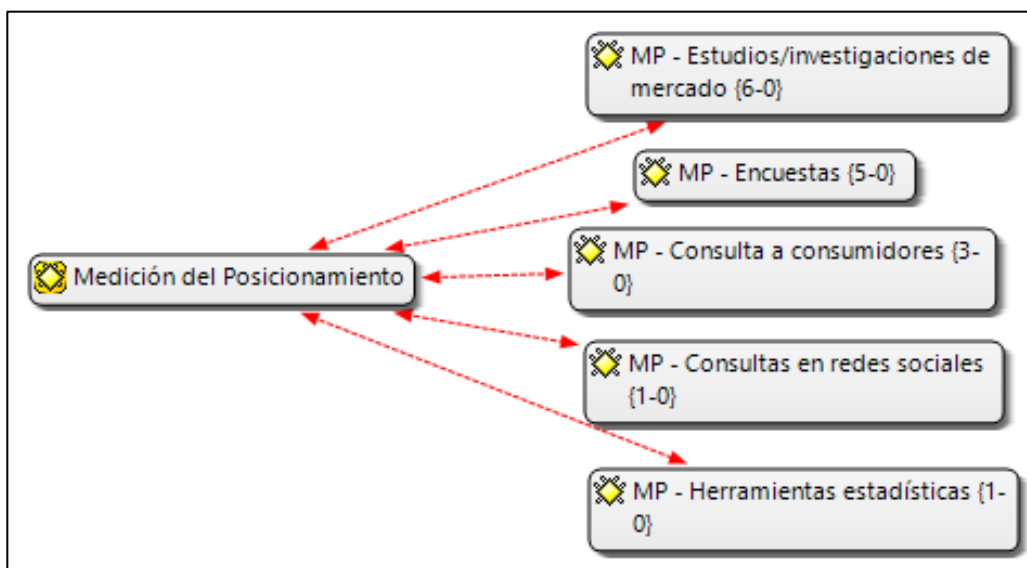 MP - Estudios/investigaciones de
mercado {6-0}
MP - Encuestas {5-0}
MP - Consulta a consumidores {3-
0}
Medición del Posicionamiento
MP - Consultas en redes sociales
{1-0}
MP - Herramientas estadísticas {1-
0}